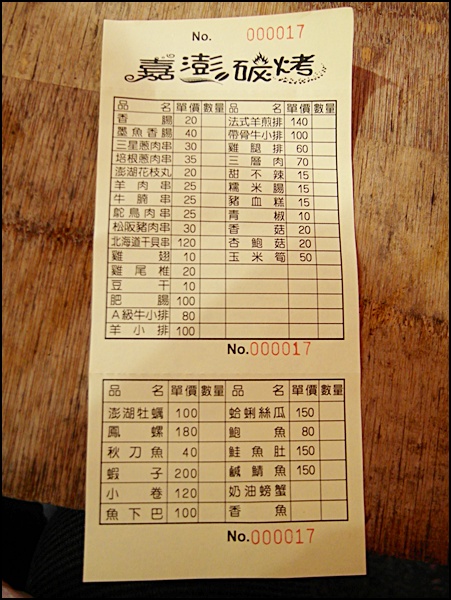 No. 000017
嘉澎碳烤
品名 單價 數量 品名 單價 數量
香腸 20 法式羊煎排 140
墨魚香腸 40 帶骨牛小排 100
三星蔥肉串 30 雞腿排 60
培根蔥肉串 35 三層肉 70
澎湖花枝丸 20 甜不辣 15
羊肉串 25 糯米腸 15
牛腩串 25 豬血糕 15
鴕鳥肉串 25 青椒 10
松阪豬肉串 30 香菇 20
北海道干貝串 120 杏鮑菇 20
雞翅 10 玉米筍 50
雞尾椎 20
豆干 10
肥腸 100
A級牛小排 80
羊小排 100
No.000017
品名 單價 數量 品名 單價 數量
澎湖牡蠣 100 蛤蜊絲瓜 150
鳳螺 180 鮑魚 80
秋刀魚 40 鮭魚肚 150
蝦子 200 鹹鯖魚 150
小卷 120 奶油螃蟹
魚下巴 100 香魚
No.000017